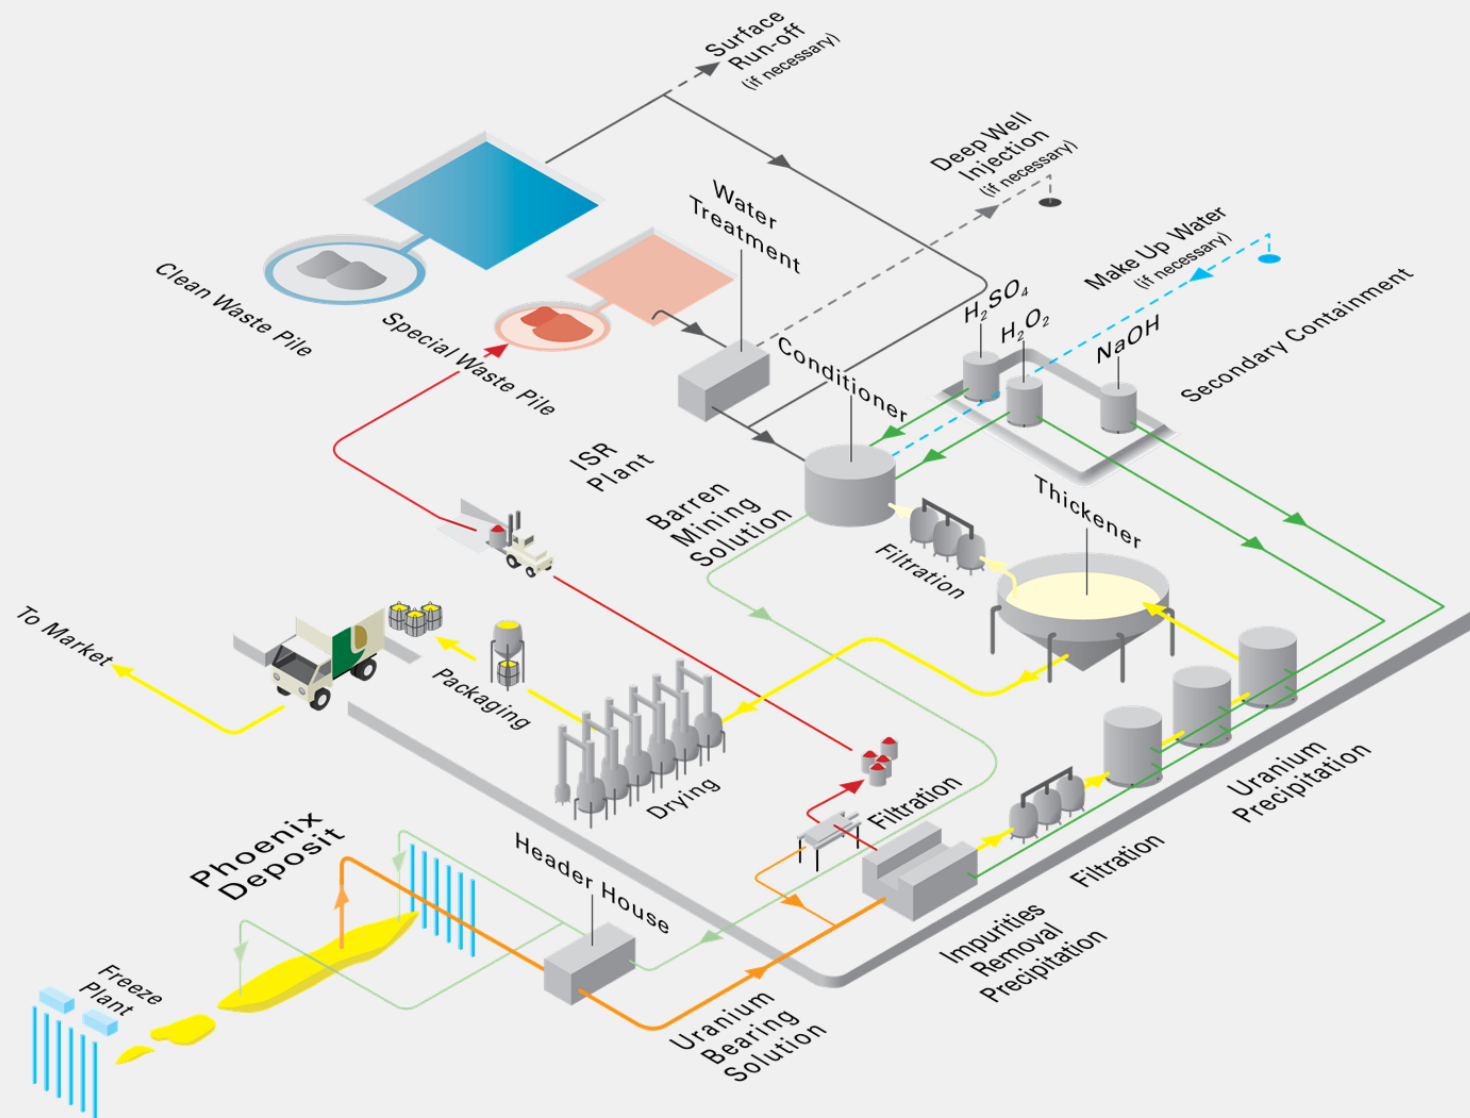 Surface
Run-off
(if necessary)
Deep Well
Injection
(if necessary)
Water
Treatment
Make Up Water
(if necessary)
Clean Waste Pile
Special Waste Pile
H₂SO₄
H₂O₂
NaOH
Secondary Containment
Conditioner
ISR
Plant
Barren
Mining
Solution
Thickener
Filtration
To Market
Packaging
Drying
Filtration
Uranium
Precipitation
Filtration
Impurities
Removal
Precipitation
Phoenix
Deposit
Header House
Freeze
Plant
Uranium
Bearing
Solution